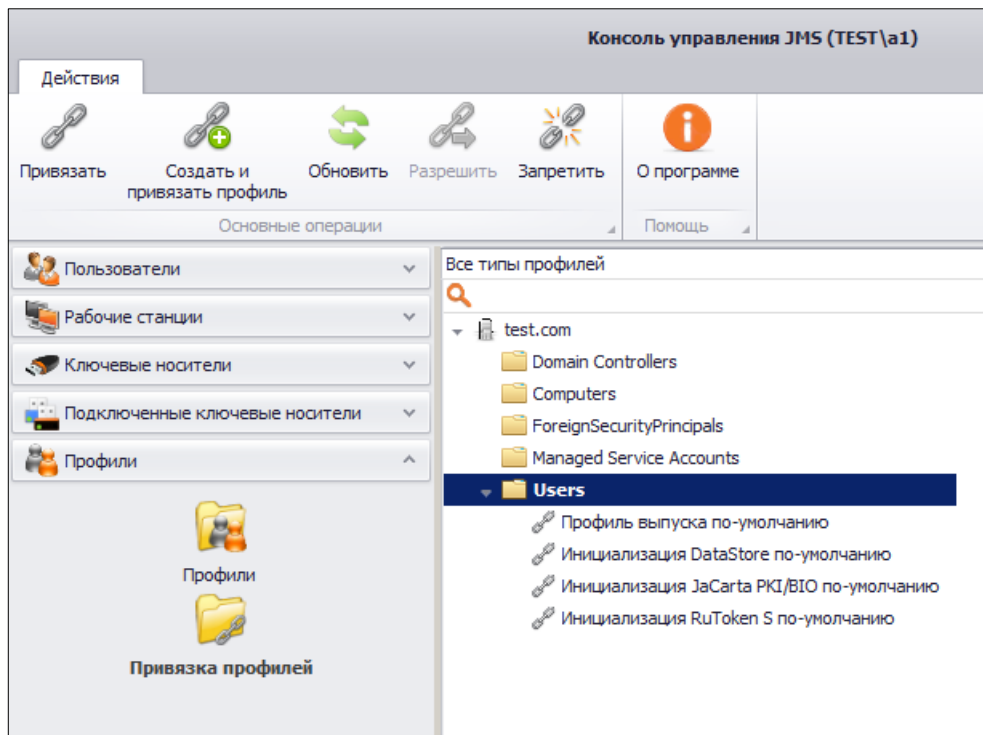 Консоль управления JMS (TEST\a1)
Действия
Привязать
Создать и
привязать профиль
Обновить
Разрешить
Запретить
О программе
Основные операции
Помощь
Пользователи
Рабочие станции
Ключевые носители
Подключенные ключевые носители
Профили
Профили
Привязка профилей
Все типы профилей
test.com
Domain Controllers
Computers
ForeignSecurityPrincipals
Managed Service Accounts
Users
Профиль выпуска по-умолчанию
Инициализация DataStore по-умолчанию
Инициализация JaCarta PKI/BIO по-умолчанию
Инициализация RuToken S по-умолчанию